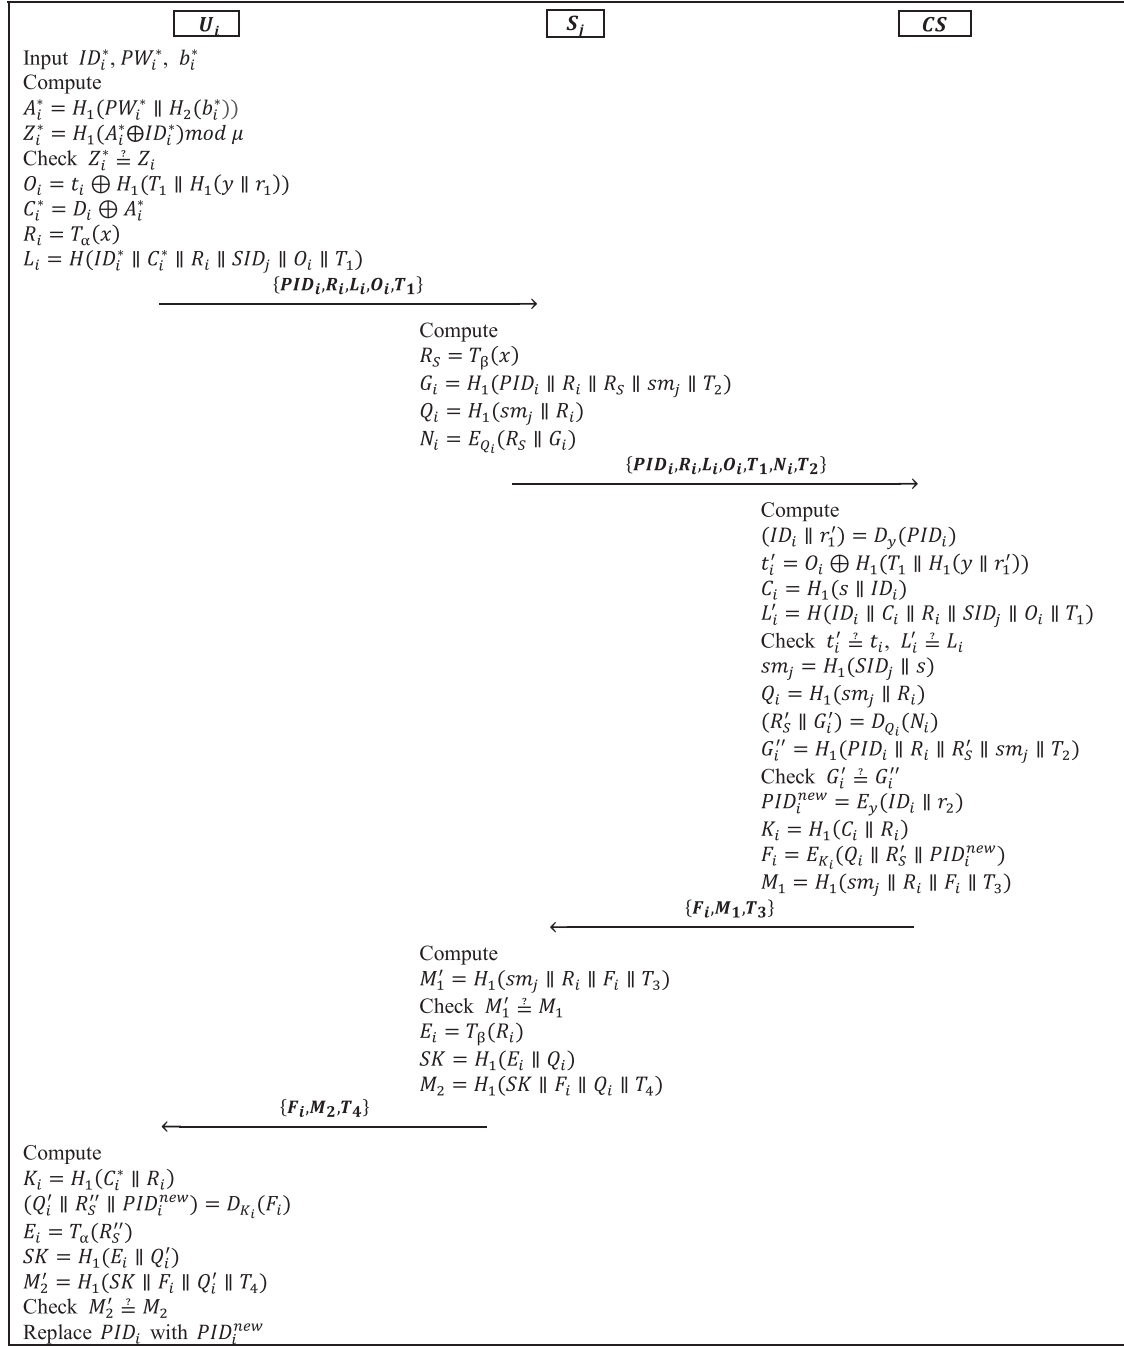 U_i S_j CS
Input ID_i^*, PW_i^*, b_i^*
Compute
A_i^* = H_1(PW_i^* ∥ H_2(b_i^*))
Z_i^* = H_1(A_i^*⊕ID_i^*)mod μ
Check Z_i^* ≟ Z_i
O_i = t_i ⊕ H_1(T_1 ∥ H_1(y ∥ r_1))
C_i^* = D_i ⊕ A_i^*
R_i = T_α(x)
L_i = H(ID_i^* ∥ C_i^* ∥ R_i ∥ SID_j ∥ O_i ∥ T_1)
{PID_i,R_i,L_i,O_i,T_1}
Compute
R_S = T_β(x)
G_i = H_1(PID_i ∥ R_i ∥ R_S ∥ sm_j ∥ T_2)
Q_i = H_1(sm_j ∥ R_i)
N_i = E_{Q_i}(R_S ∥ G_i)
{PID_i,R_i,L_i,O_i,T_1,N_i,T_2}
Compute
(ID_i ∥ r_1′) = D_y(PID_i)
t_i′ = O_i ⊕ H_1(T_1 ∥ H_1(y ∥ r_1′))
C_i = H_1(s ∥ ID_i)
L_i′ = H(ID_i ∥ C_i ∥ R_i ∥ SID_j ∥ O_i ∥ T_1)
Check t_i′ ≟ t_i, L_i′ ≟ L_i
sm_j = H_1(SID_j ∥ s)
Q_i = H_1(sm_j ∥ R_i)
(R_S′ ∥ G_i′) = D_{Q_i}(N_i)
G_i′′ = H_1(PID_i ∥ R_i ∥ R_S′ ∥ sm_j ∥ T_2)
Check G_i′ ≟ G_i′′
PID_i^{new} = E_y(ID_i ∥ r_2)
K_i = H_1(C_i ∥ R_i)
F_i = E_{K_i}(Q_i ∥ R_S′ ∥ PID_i^{new})
M_1 = H_1(sm_j ∥ R_i ∥ F_i ∥ T_3)
{F_i,M_1,T_3}
Compute
M_1′ = H_1(sm_j ∥ R_i ∥ F_i ∥ T_3)
Check M_1′ ≟ M_1
E_i = T_β(R_i)
SK = H_1(E_i ∥ Q_i)
M_2 = H_1(SK ∥ F_i ∥ Q_i ∥ T_4)
{F_i,M_2,T_4}
Compute
K_i = H_1(C_i^* ∥ R_i)
(Q_i′ ∥ R_S′′ ∥ PID_i^{new}) = D_{K_i}(F_i)
E_i = T_α(R_S′′)
SK = H_1(E_i ∥ Q_i′)
M_2′ = H_1(SK ∥ F_i ∥ Q_i′ ∥ T_4)
Check M_2′ ≟ M_2
Replace PID_i with PID_i^{new}